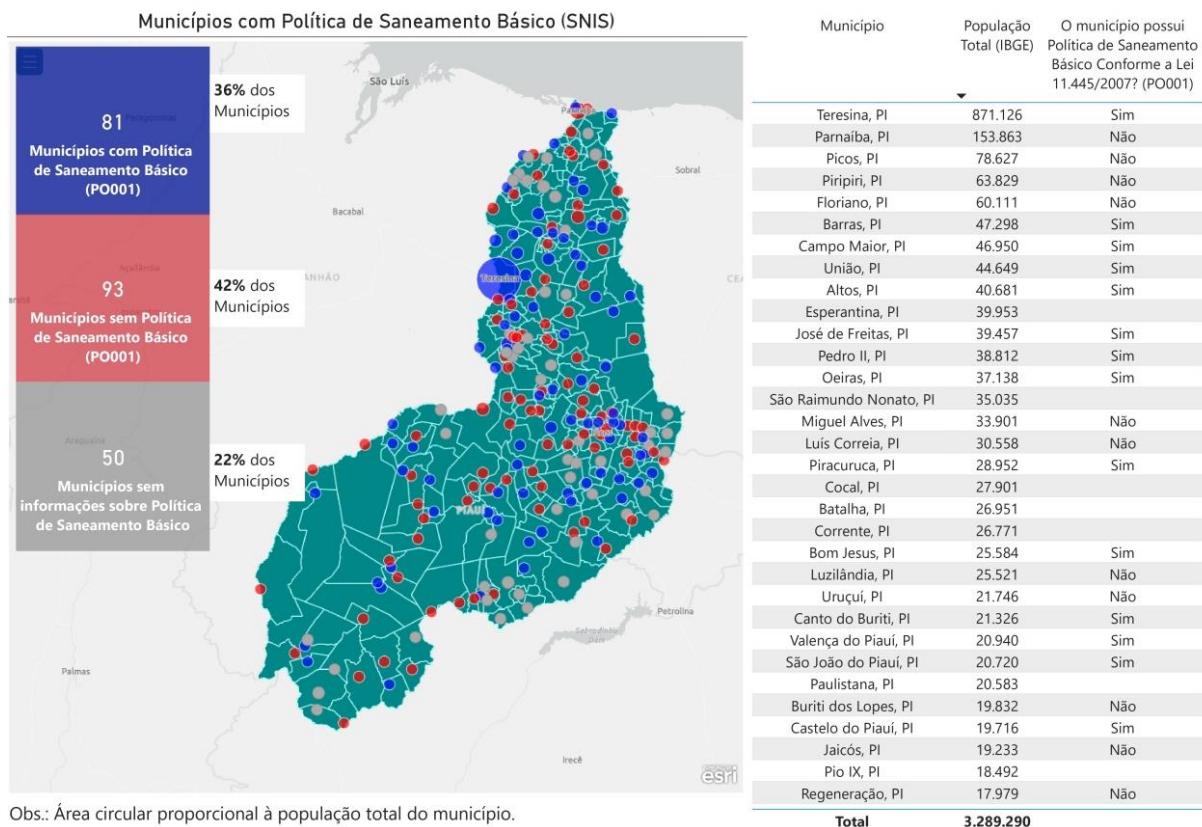 Municípios com Política de Saneamento Básico (SNIS)
81
Municípios com Política
de Saneamento Básico
(PO001)
36% dos
Municípios
93
Municípios sem Política
de Saneamento Básico
(PO001)
42% dos
Municípios
50
Municípios sem
informações sobre Política
de Saneamento Básico
22% dos
Municípios
São Luís
Sobral
Bacabal
Teresina
Petrolina
Palmas
Irecê
esri
Obs.: Área circular proporcional à população total do município.
Município População Total (IBGE) O município possui Política de Saneamento Básico Conforme a Lei 11.445/2007? (PO001)
Teresina, PI 871.126 Sim
Parnaíba, PI 153.863 Não
Picos, PI 78.627 Não
Piripiri, PI 63.829 Não
Floriano, PI 60.111 Não
Barras, PI 47.298 Sim
Campo Maior, PI 46.950 Sim
União, PI 44.649 Sim
Altos, PI 40.681 Sim
Esperantina, PI 39.953
José de Freitas, PI 39.457 Sim
Pedro II, PI 38.812 Sim
Oeiras, PI 37.138 Sim
São Raimundo Nonato, PI 35.035
Miguel Alves, PI 33.901 Não
Luís Correia, PI 30.558 Não
Piracuruca, PI 28.952 Sim
Cocal, PI 27.901
Batalha, PI 26.951
Corrente, PI 26.771
Bom Jesus, PI 25.584 Sim
Luzilândia, PI 25.521 Não
Uruçuí, PI 21.746 Não
Canto do Buriti, PI 21.326 Sim
Valença do Piauí, PI 20.940 Sim
São João do Piauí, PI 20.720 Sim
Paulistana, PI 20.583
Buriti dos Lopes, PI 19.832 Não
Castelo do Piauí, PI 19.716 Sim
Jaicós, PI 19.233 Não
Pio IX, PI 18.492
Regeneração, PI 17.979 Não
Total 3.289.290